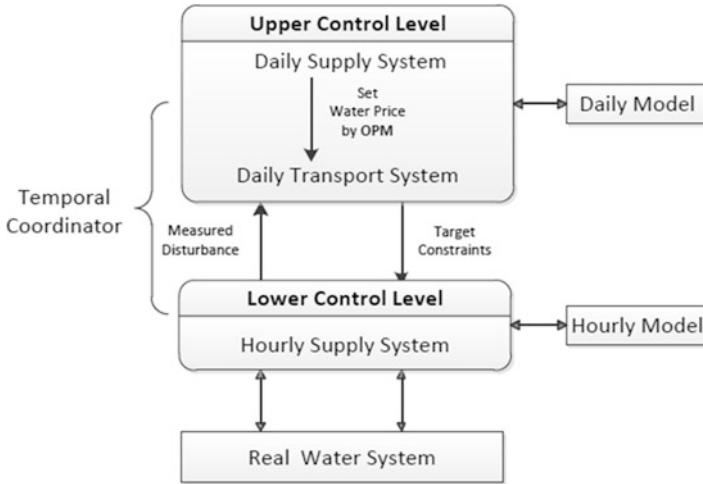 Upper Control Level
Daily Supply System
Set
Water Price
by OPM
Daily Transport System
Daily Model
Temporal
Coordinator
Measured
Disturbance
Target
Constraints
Lower Control Level
Hourly Supply System
Hourly Model
Real Water System